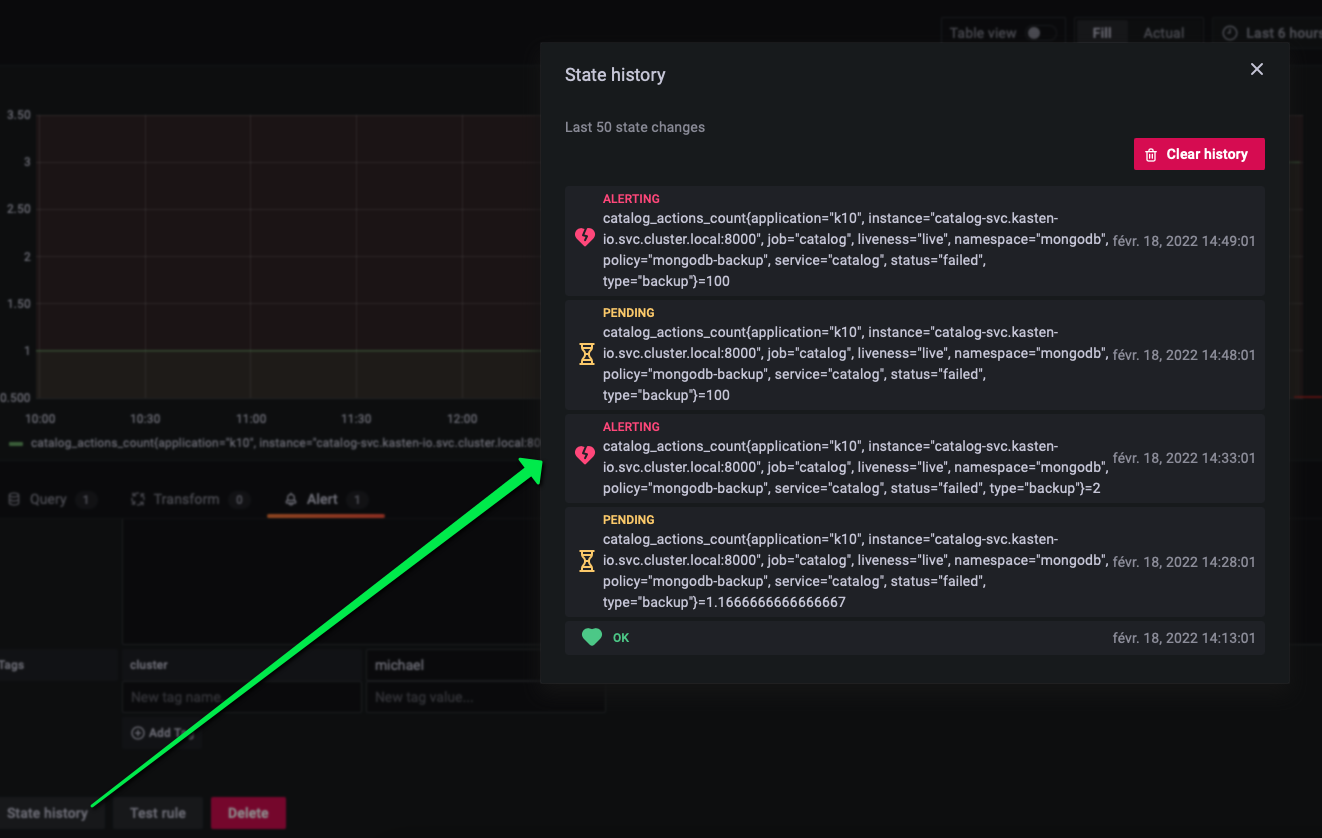 Table view
Fill
Actual
Last 6 hours
State history
Last 50 state changes
Clear history
3.50
3
2.50
2
1.50
1
0.500
10:00
10:30
11:00
11:30
12:00
catalog_actions_count{application="k10", instance="catalog-svc.kasten-io.svc.cluster.local:80
ALERTING
catalog_actions_count{application="k10", instance="catalog-svc.kasten-
io.svc.cluster.local:8000", job="catalog", liveness="live", namespace="mongodb",
policy="mongodb-backup", service="catalog", status="failed",
type="backup"}=100
févr. 18, 2022 14:49:01
PENDING
catalog_actions_count{application="k10", instance="catalog-svc.kasten-
io.svc.cluster.local:8000", job="catalog", liveness="live", namespace="mongodb",
policy="mongodb-backup", service="catalog", status="failed",
type="backup"}=100
févr. 18, 2022 14:48:01
ALERTING
catalog_actions_count{application="k10", instance="catalog-svc.kasten-
io.svc.cluster.local:8000", job="catalog", liveness="live", namespace="mongodb",
policy="mongodb-backup", service="catalog", status="failed", type="backup"}=2
févr. 18, 2022 14:33:01
PENDING
catalog_actions_count{application="k10", instance="catalog-svc.kasten-
io.svc.cluster.local:8000", job="catalog", liveness="live", namespace="mongodb",
policy="mongodb-backup", service="catalog", status="failed",
type="backup"}=1.1666666666666667
févr. 18, 2022 14:28:01
OK
févr. 18, 2022 14:13:01
Query 1
Transform 0
Alert 1
Tags
cluster
michael
New tag name
New tag value...
Add Tag
State history
Test rule
Delete